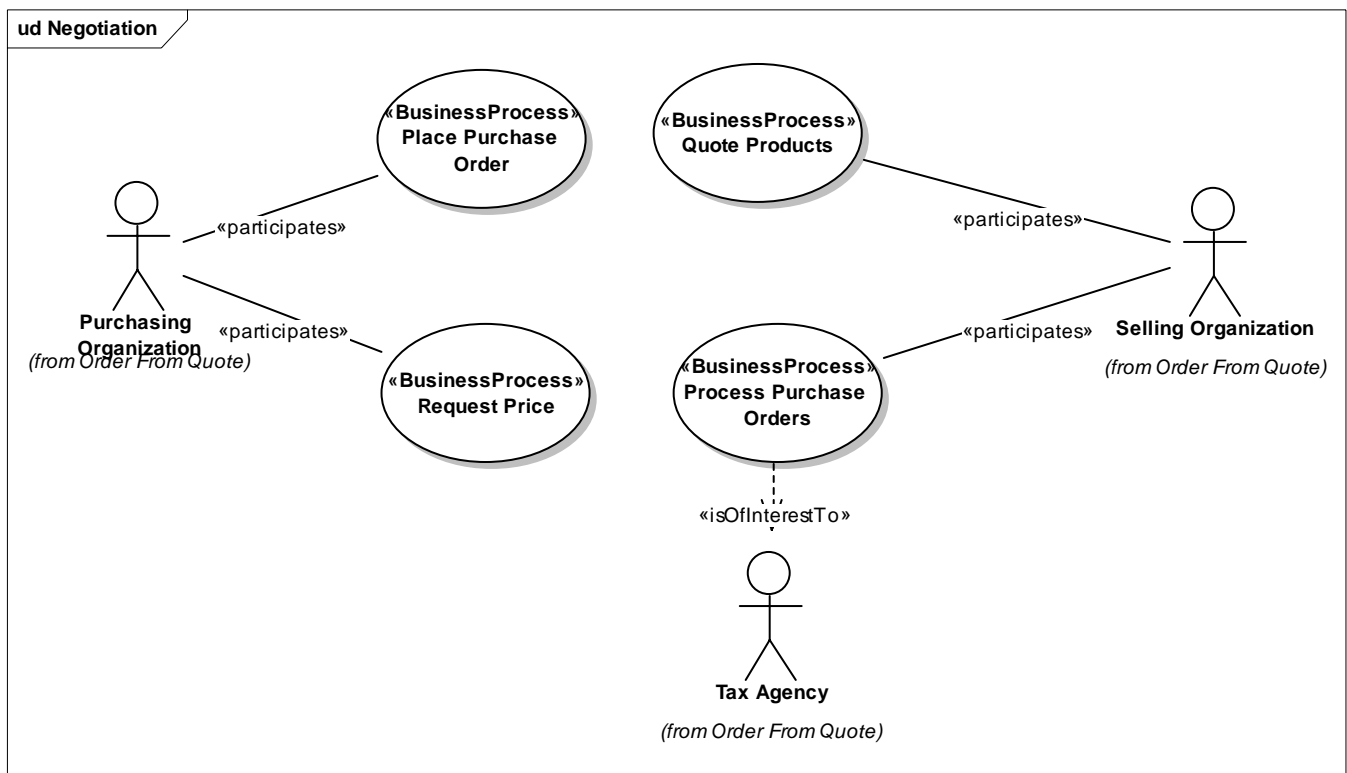 ud Negotiation
«BusinessProcess»
Place Purchase
Order
«BusinessProcess»
Quote Products
«participates»
«participates»
Purchasing
Organization
(from Order From Quote)
«participates»
«participates»
Selling Organization
(from Order From Quote)
«BusinessProcess»
Request Price
«BusinessProcess»
Process Purchase
Orders
«isOfInterestTo»
Tax Agency
(from Order From Quote)